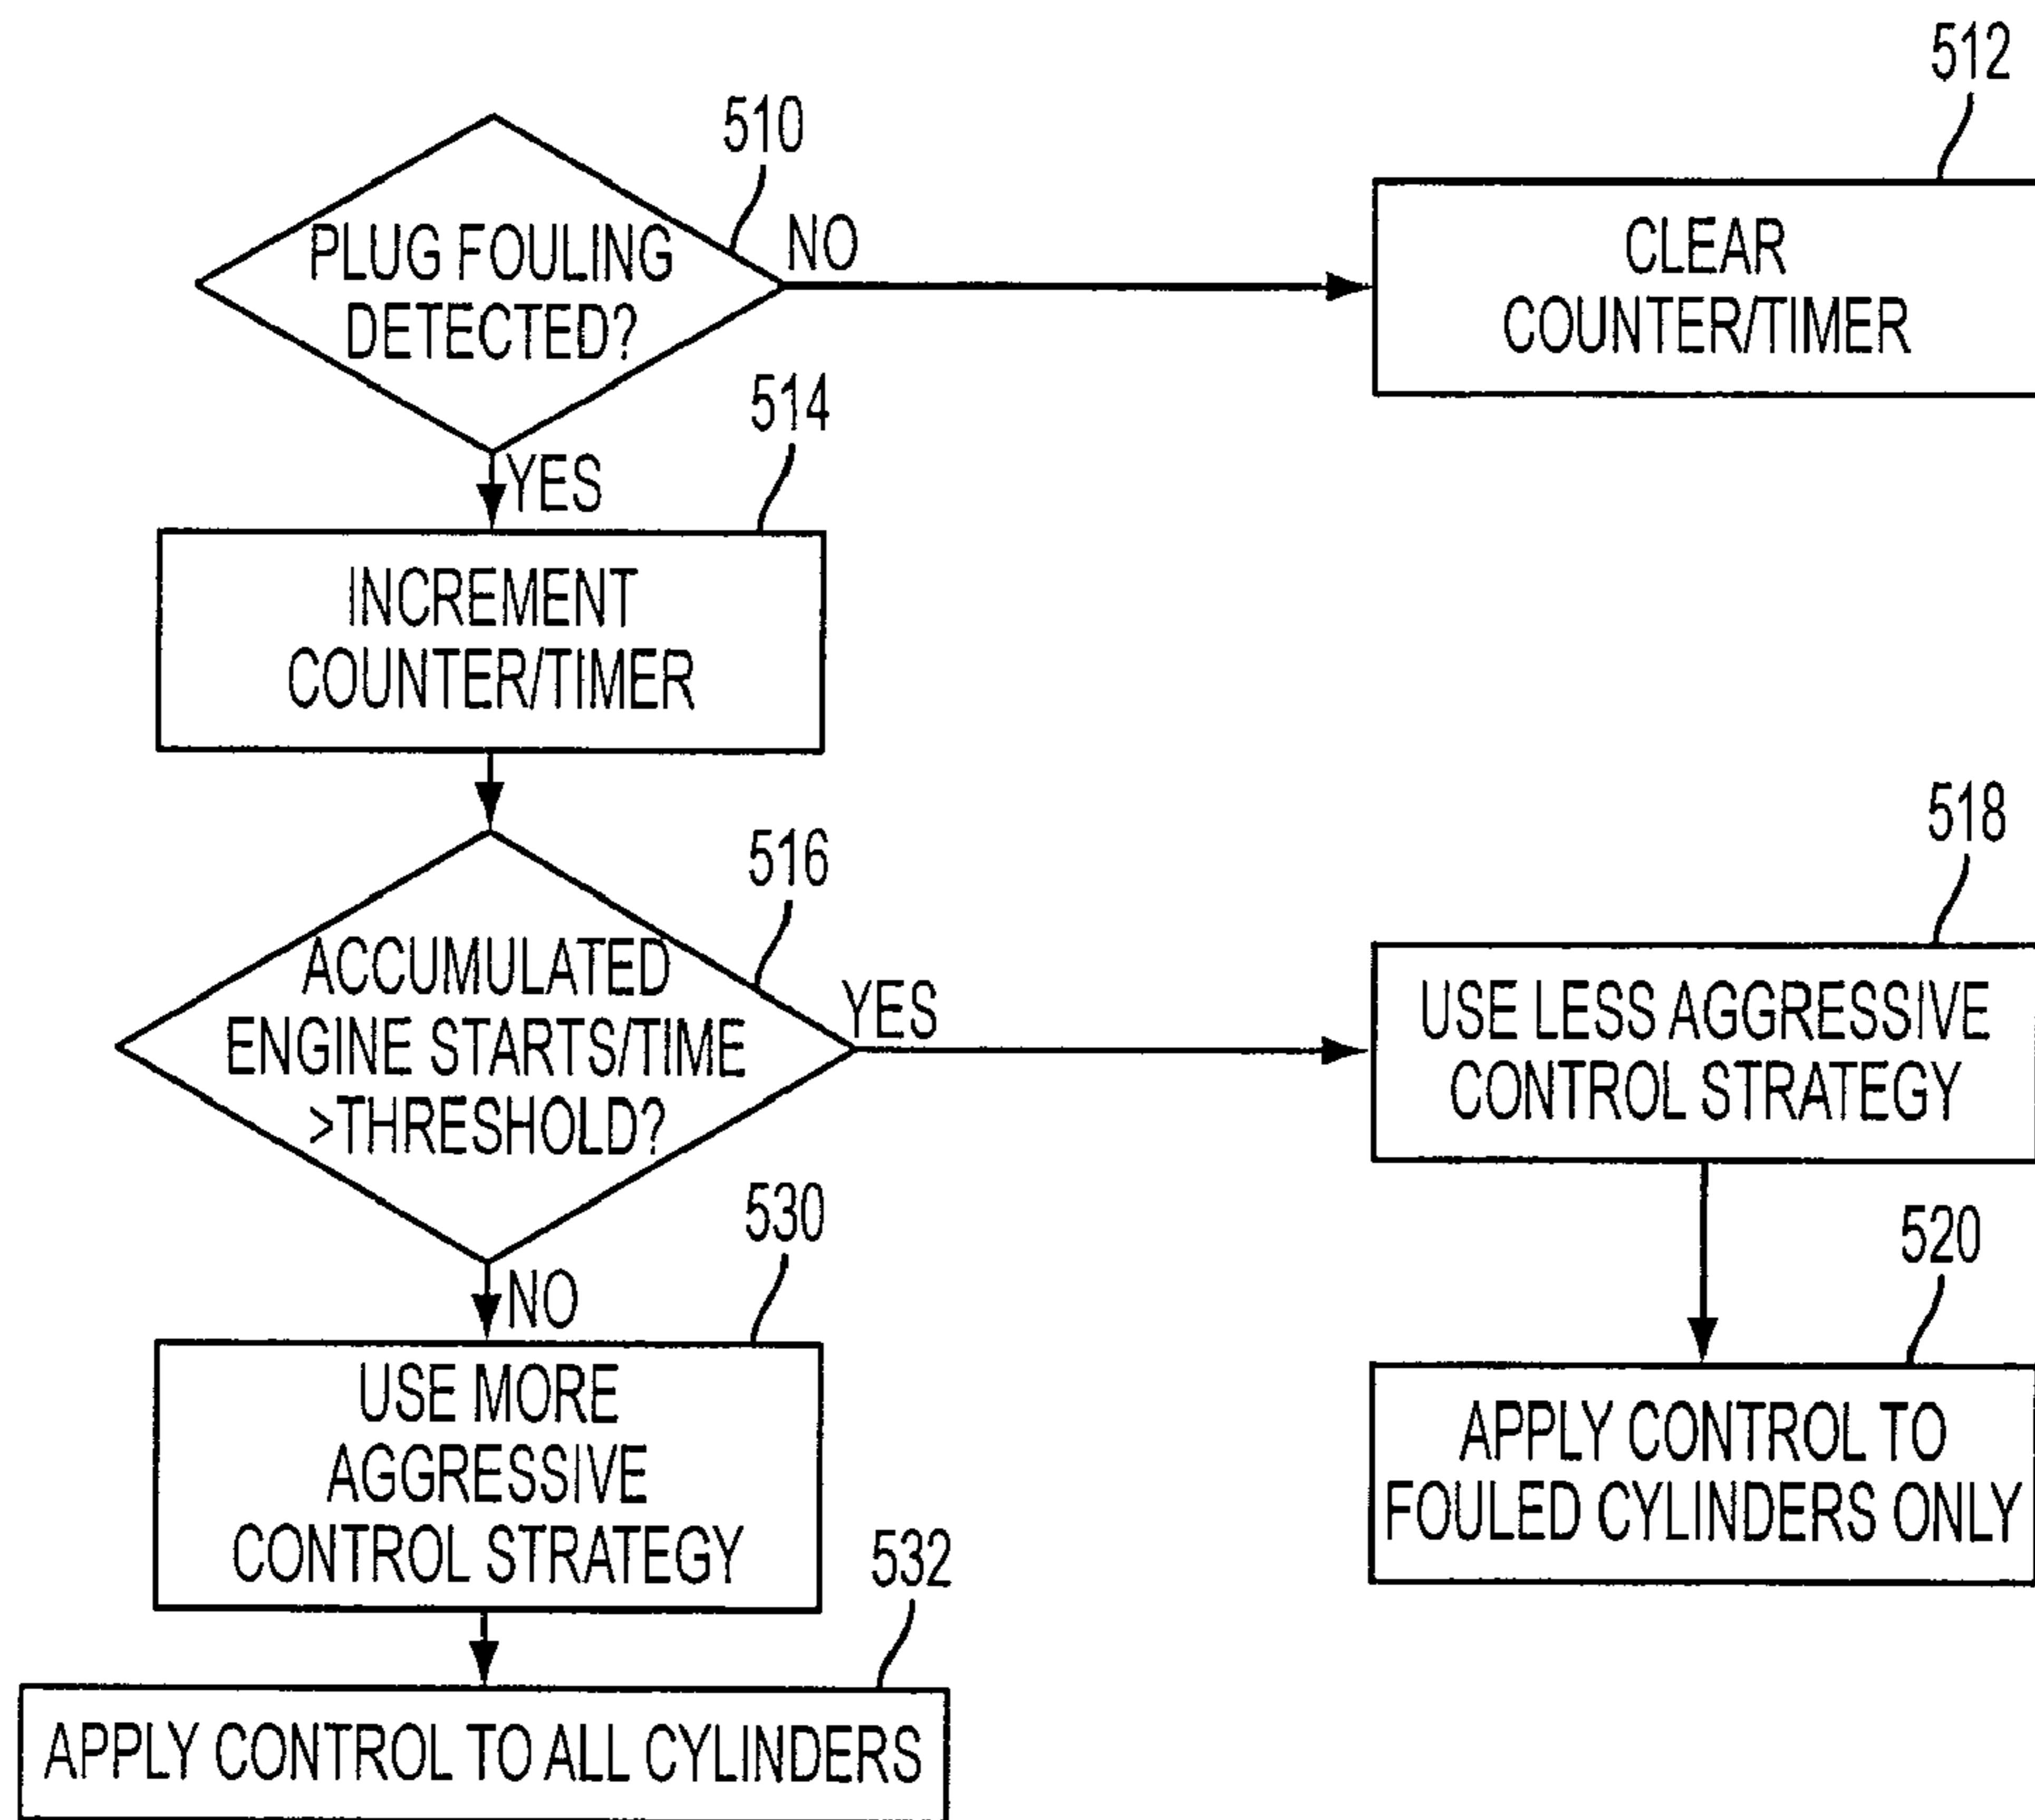 512
510
PLUG FOULING
DETECTED?
NO
CLEAR
COUNTER/TIMER
YES
514
INCREMENT
COUNTER/TIMER
516
ACCUMULATED
ENGINE STARTS/TIME
>THRESHOLD?
YES
518
USE LESS AGGRESSIVE
CONTROL STRATEGY
NO
530
USE MORE
AGGRESSIVE
CONTROL STRATEGY
520
APPLY CONTROL TO
FOULED CYLINDERS ONLY
532
APPLY CONTROL TO ALL CYLINDERS